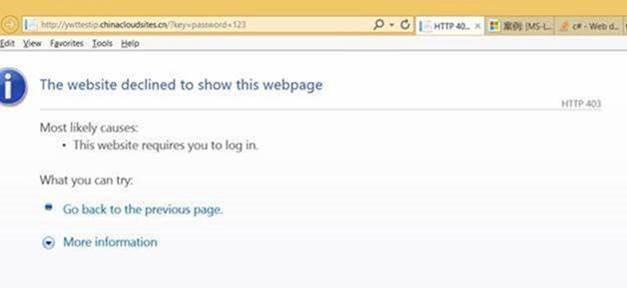 http://ywttestip.chinacloudsites.cn/?key=password=123
HTTP 40...
案例: [MS-L...
c# - Web d...
Edit View Favorites Tools Help
The website declined to show this webpage
HTTP 403
Most likely causes:
• This website requires you to log in.
What you can try:
Go back to the previous page.
More information